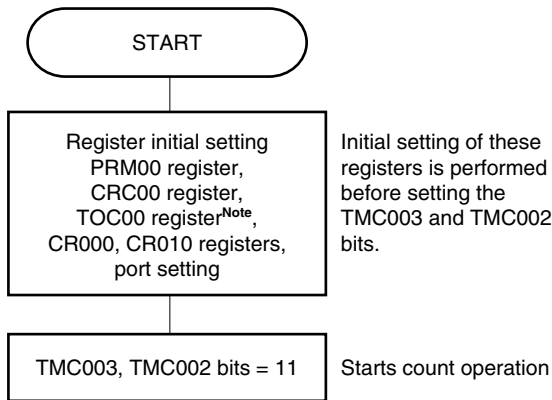 START
Register initial setting
PRM00 register,
CRC00 register,
TOC00 registerNote,
CR000, CR010 registers,
port setting
Initial setting of these
registers is performed
before setting the
TMC003 and TMC002
bits.
TMC003, TMC002 bits = 11
Starts count operation